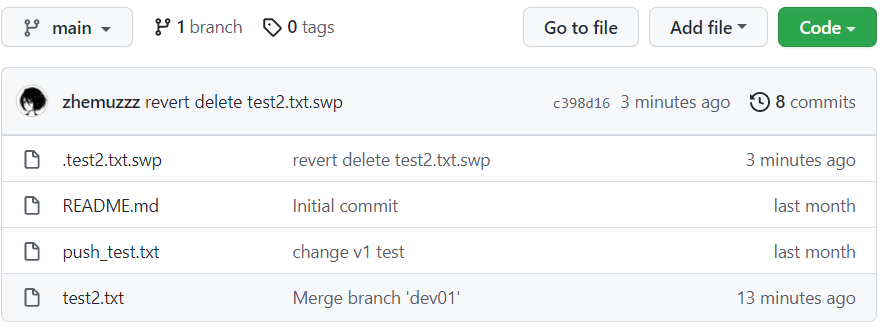 main 1 branch 0 tags Go to file Add file Code
zhemuzzz revert delete test2.txt.swp c398d16 3 minutes ago 8 commits
.test2.txt.swp revert delete test2.txt.swp 3 minutes ago
README.md Initial commit last month
push_test.txt change v1 test last month
test2.txt Merge branch 'dev01' 13 minutes ago